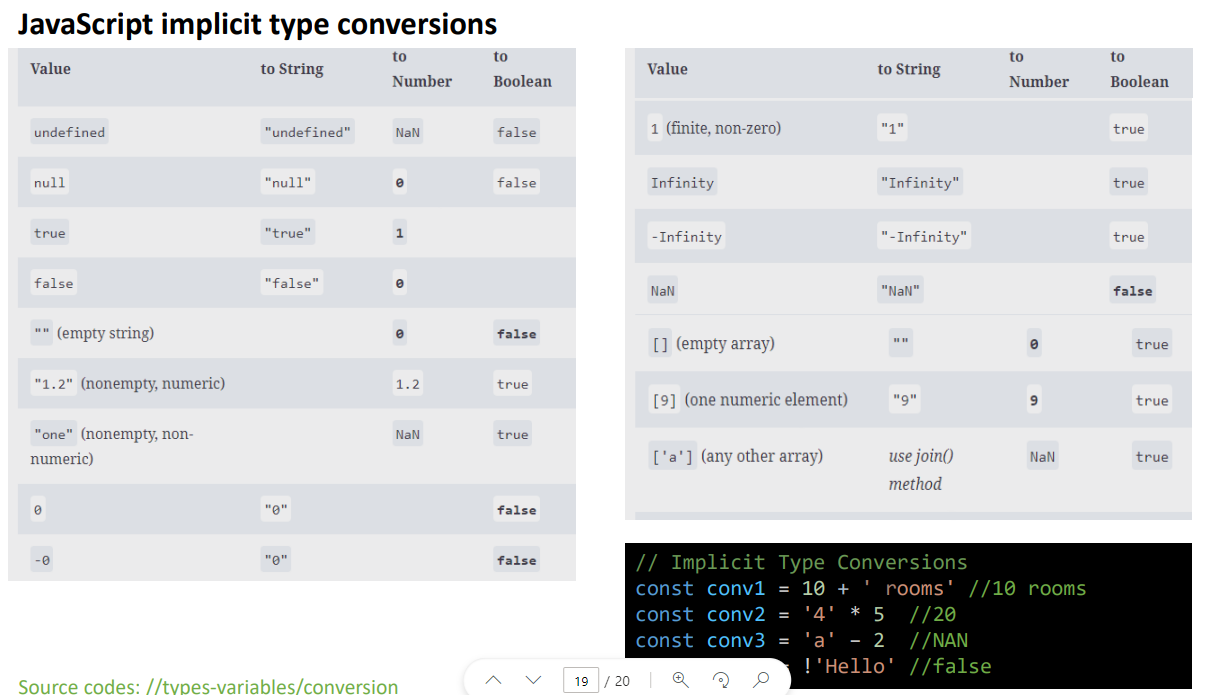 JavaScript implicit type conversions
Value to String to Number to Boolean
undefined "undefined" NaN false
null "null" 0 false
true "true" 1
false "false" 0
"" (empty string) 0 false
"1.2" (nonempty, numeric) 1.2 true
"one" (nonempty, non-
numeric) NaN true
0 "0" false
-0 "0" false
Value to String to Number to Boolean
1 (finite, non-zero) "1" true
Infinity "Infinity" true
-Infinity "-Infinity" true
NaN "NaN" false
[] (empty array) "" 0 true
[9] (one numeric element) "9" 9 true
['a'] (any other array) use join() method NaN true
// Implicit Type Conversions
const conv1 = 10 + ' rooms' //10 rooms
const conv2 = '4' * 5 //20
const conv3 = 'a' - 2 //NAN
!'Hello' //false
Source codes: //types-variables/conversion
19 / 20